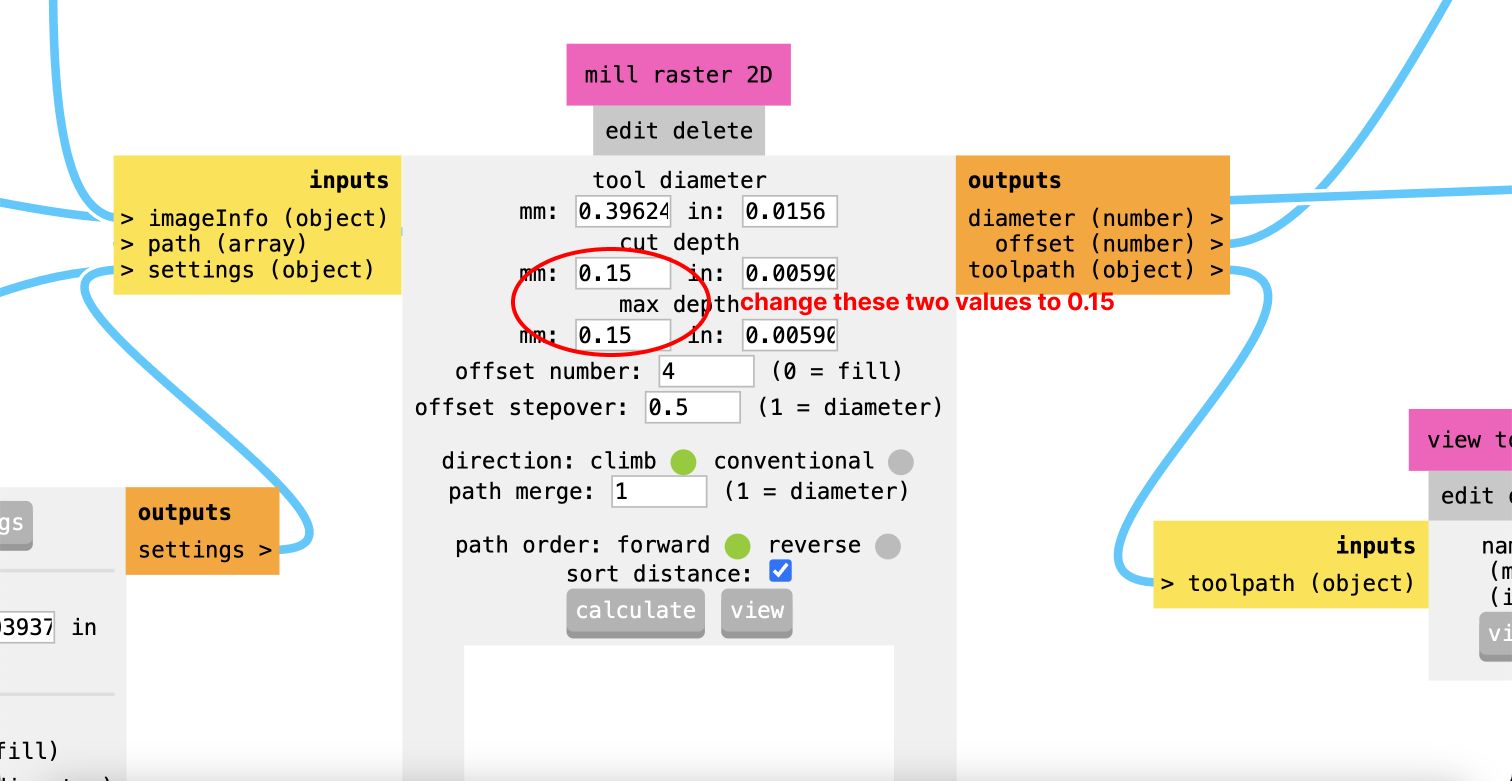 mill raster 2D
edit delete
inputs
> imageInfo (object)
> path (array)
> settings (object)
tool diameter
mm: 0.39624 in: 0.0156
cut depth
mm: 0.15 in: 0.00590
max depth
mm: 0.15 in: 0.00590
change these two values to 0.15
offset number: 4 (0 = fill)
offset stepover: 0.5 (1 = diameter)
direction: climb conventional
path merge: 1 (1 = diameter)
path order: forward reverse
sort distance:
calculate view
outputs
diameter (number) >
offset (number) >
toolpath (object) >
outputs
settings >
gs
03937 in
fill)
view to
edit
inputs
> toolpath (object)
nam
(m
(i
vi